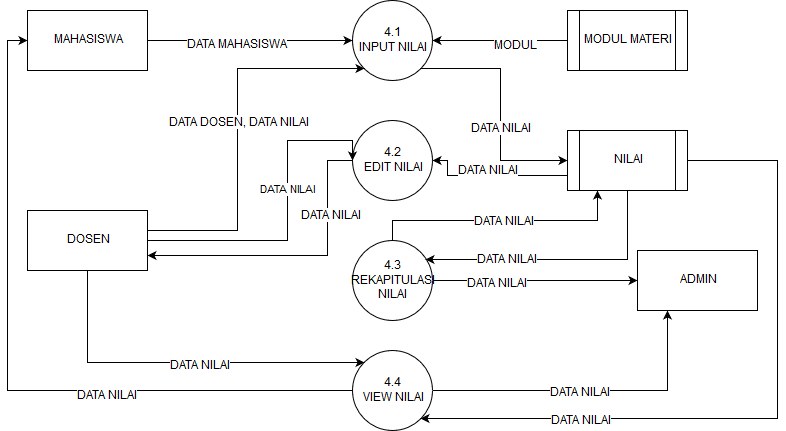 MAHASISWA
DATA MAHASISWA
4.1
INPUT NILAI
MODUL
MODUL MATERI
DATA DOSEN, DATA NILAI
DATA NILAI
4.2
EDIT NILAI
DATA NILAI
NILAI
DATA NILAI
DATA NILAI
DATA NILAI
DOSEN
4.3
REKAPITULASI
NILAI
DATA NILAI
DATA NILAI
ADMIN
DATA NILAI
4.4
VIEW NILAI
DATA NILAI
DATA NILAI
DATA NILAI